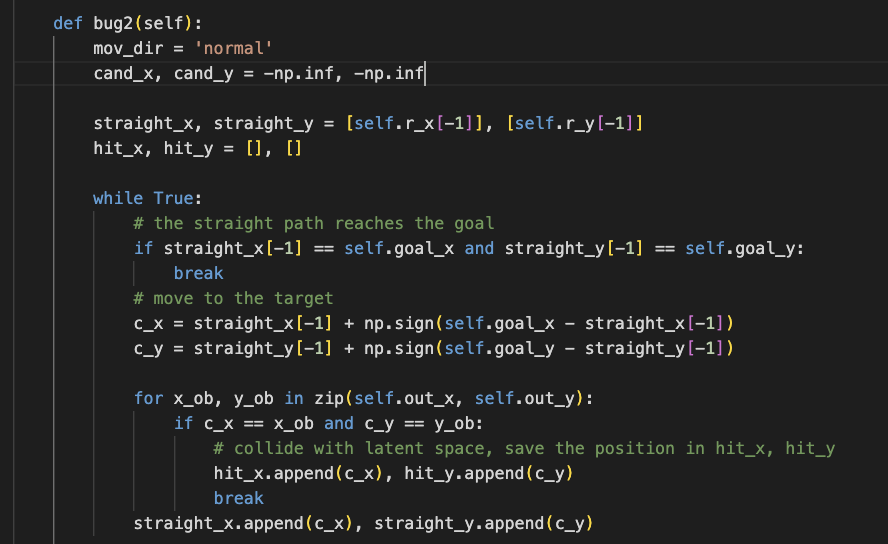 def bug2(self):
    mov_dir = 'normal'
    cand_x, cand_y = -np.inf, -np.inf

    straight_x, straight_y = [self.r_x[-1]], [self.r_y[-1]]
    hit_x, hit_y = [], []

    while True:
        # the straight path reaches the goal
        if straight_x[-1] == self.goal_x and straight_y[-1] == self.goal_y:
            break
        # move to the target
        c_x = straight_x[-1] + np.sign(self.goal_x - straight_x[-1])
        c_y = straight_y[-1] + np.sign(self.goal_y - straight_y[-1])

        for x_ob, y_ob in zip(self.out_x, self.out_y):
            if c_x == x_ob and c_y == y_ob:
                # collide with latent space, save the position in hit_x, hit_y
                hit_x.append(c_x), hit_y.append(c_y)
                break
        straight_x.append(c_x), straight_y.append(c_y)